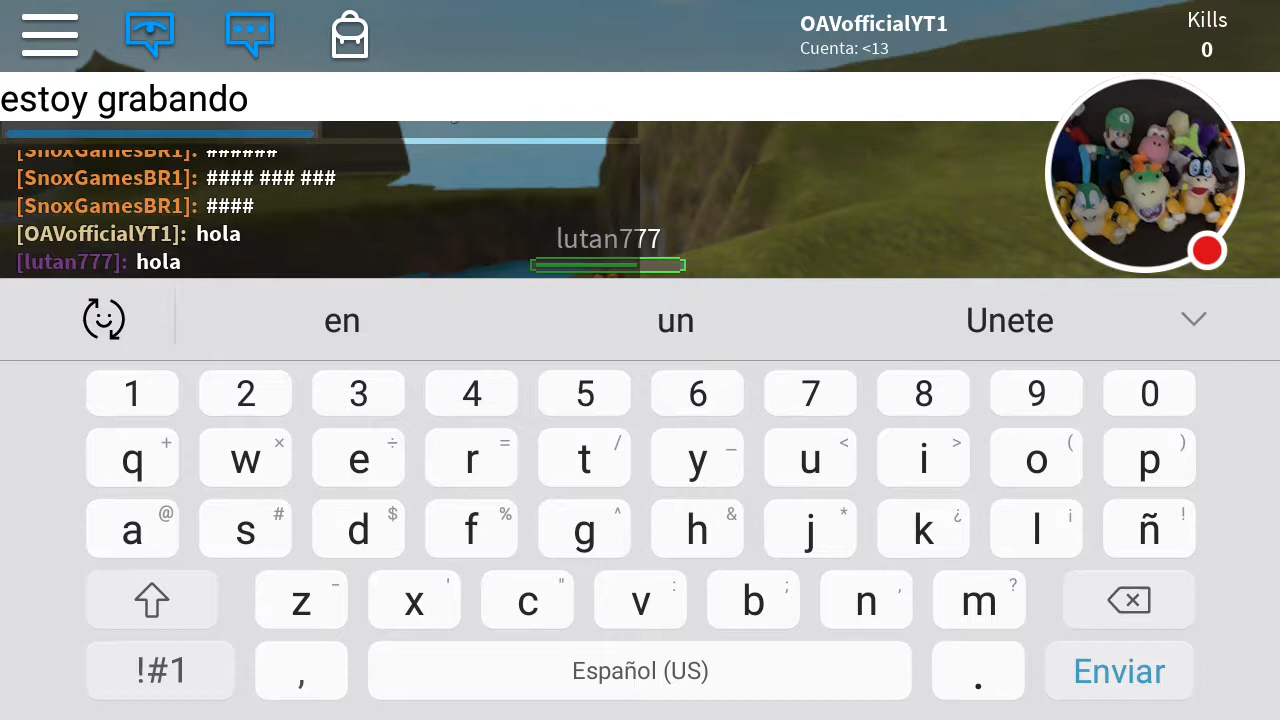 OAVofficialYT1
Cuenta: <13
Kills
0
estoy grabando
[SnoxGamesBR1]: ######
[SnoxGamesBR1]: #### ### ###
[SnoxGamesBR1]: ####
[OAVofficialYT1]: hola
[lutan777]: hola
lutan777
en un Unete
1 2 3 4 5 6 7 8 9 0
q + w × e ÷ r = t / y _ u < i > o ( p )
a @ s # d $ f % g ^ h & j * k ¿ l ¡ ñ !
z - x ' c " v : b ; n , m ?
!#1 , Español (US) . Enviar